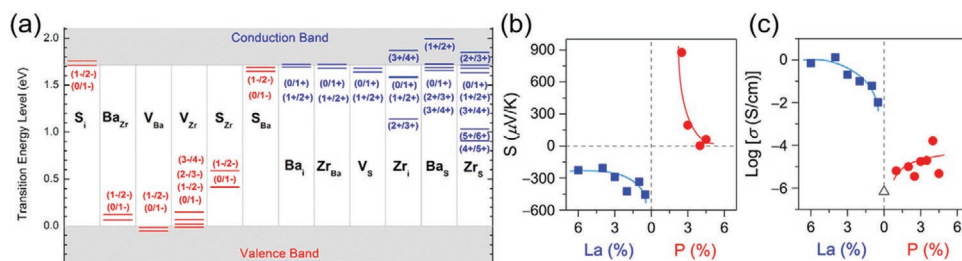 (a)
Transition Energy Level (eV)
2.0
1.5
1.0
0.5
0.0
Conduction Band
Valence Band
(1-/2-)
(0/1-)
S_i
Ba_Zr
(1-/2-)
(0/1-)
V_Ba
(1-/2-)
(0/1-)
V_Zr
(3-/4-)
(2-/3-)
(1-/2-)
(0/1-)
S_Zr
(1-/2-)
(0/1-)
S_Ba
(1-/2-)
(0/1-)
(0/1+)
(1+/2+)
Ba_i
(0/1+)
(1+/2+)
Zr_Ba
(0/1+)
(1+/2+)
V_S
(3+/4+)
(0/1+)
(1+/2+)
(2+/3+)
Zr_i
(1+/2+)
(0/1+)
(2+/3+)
(3+/4+)
Ba_S
(2+/3+)
(0/1+)
(1+/2+)
(3+/4+)
(5+/6+)
(4+/5+)
Zr_S
(b)
S (μV/K)
900
600
300
0
-300
-600
6 3 0 3 6
La (%) P (%)
(c)
Log [σ (S/cm)]
2
0
-2
-4
-6
6 3 0 3 6
La (%) P (%)